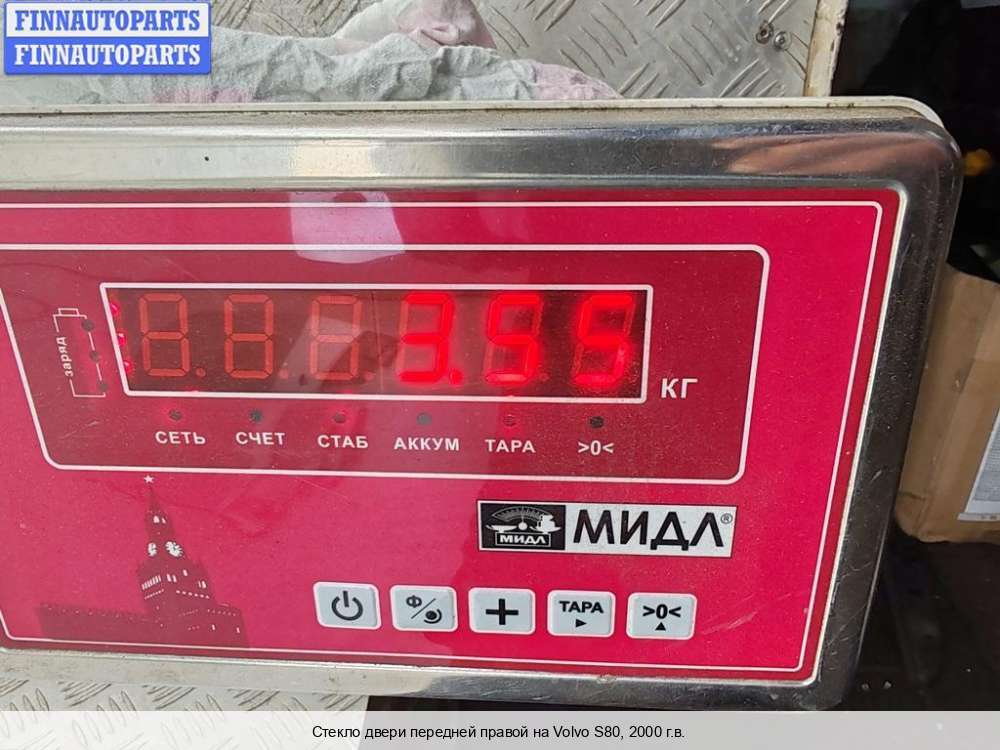 FINNAUTOPARTS
FINNAUTOPARTS
заряд
3.55
КГ
СЕТЬ СЧЕТ СТАБ АККУМ ТАРА >0<
МИДЛ МИДЛ®
Ф + ТАРА >0<
Стекло двери передней правой на Volvo S80, 2000 г.в.